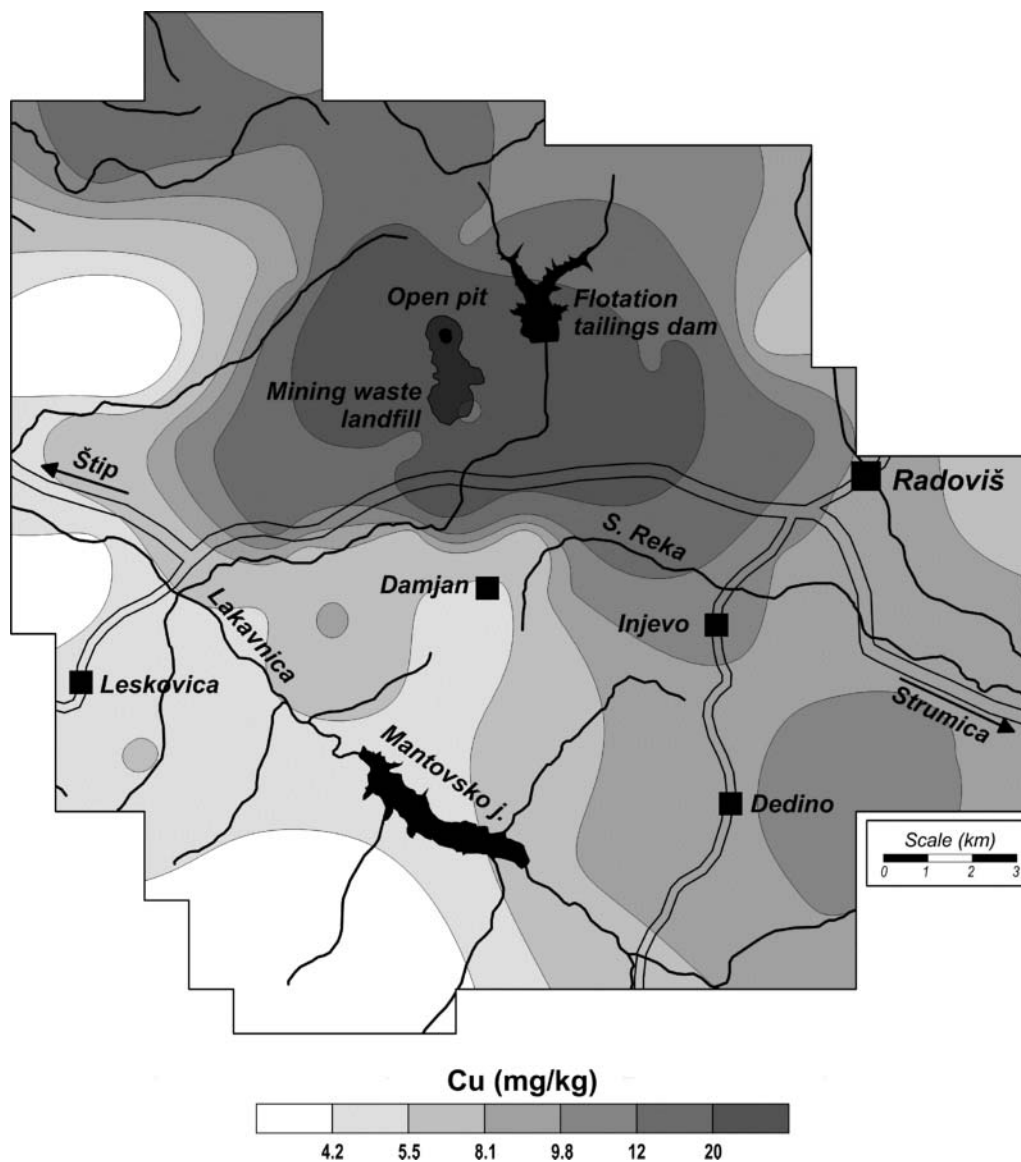 Open pit
Flotation
tailings dam
Mining waste
landfill
Štip
Radoviš
S. Reka
Damjan
Injevo
Lakavnica
Leskovica
Strumica
Mantovsko j.
Dedino
Scale (km)
0 1 2 3
Cu (mg/kg)
4.2 5.5 8.1 9.8 12 20